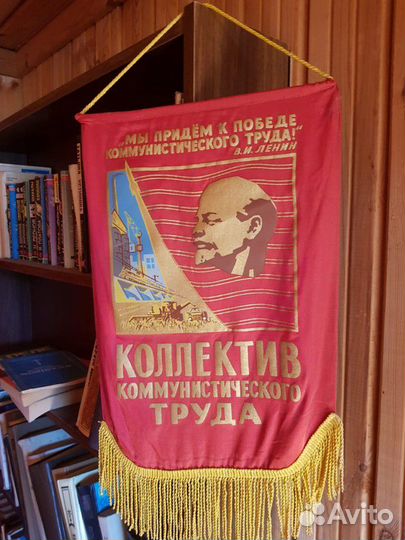 „МЫ ПРИДЁМ К ПОБЕДЕ
КОММУНИСТИЧЕСКОГО ТРУДА!"
В.И. ЛЕНИН
КОЛЛЕКТИВ
КОММУНИСТИЧЕСКОГО
ТРУДА
Avito